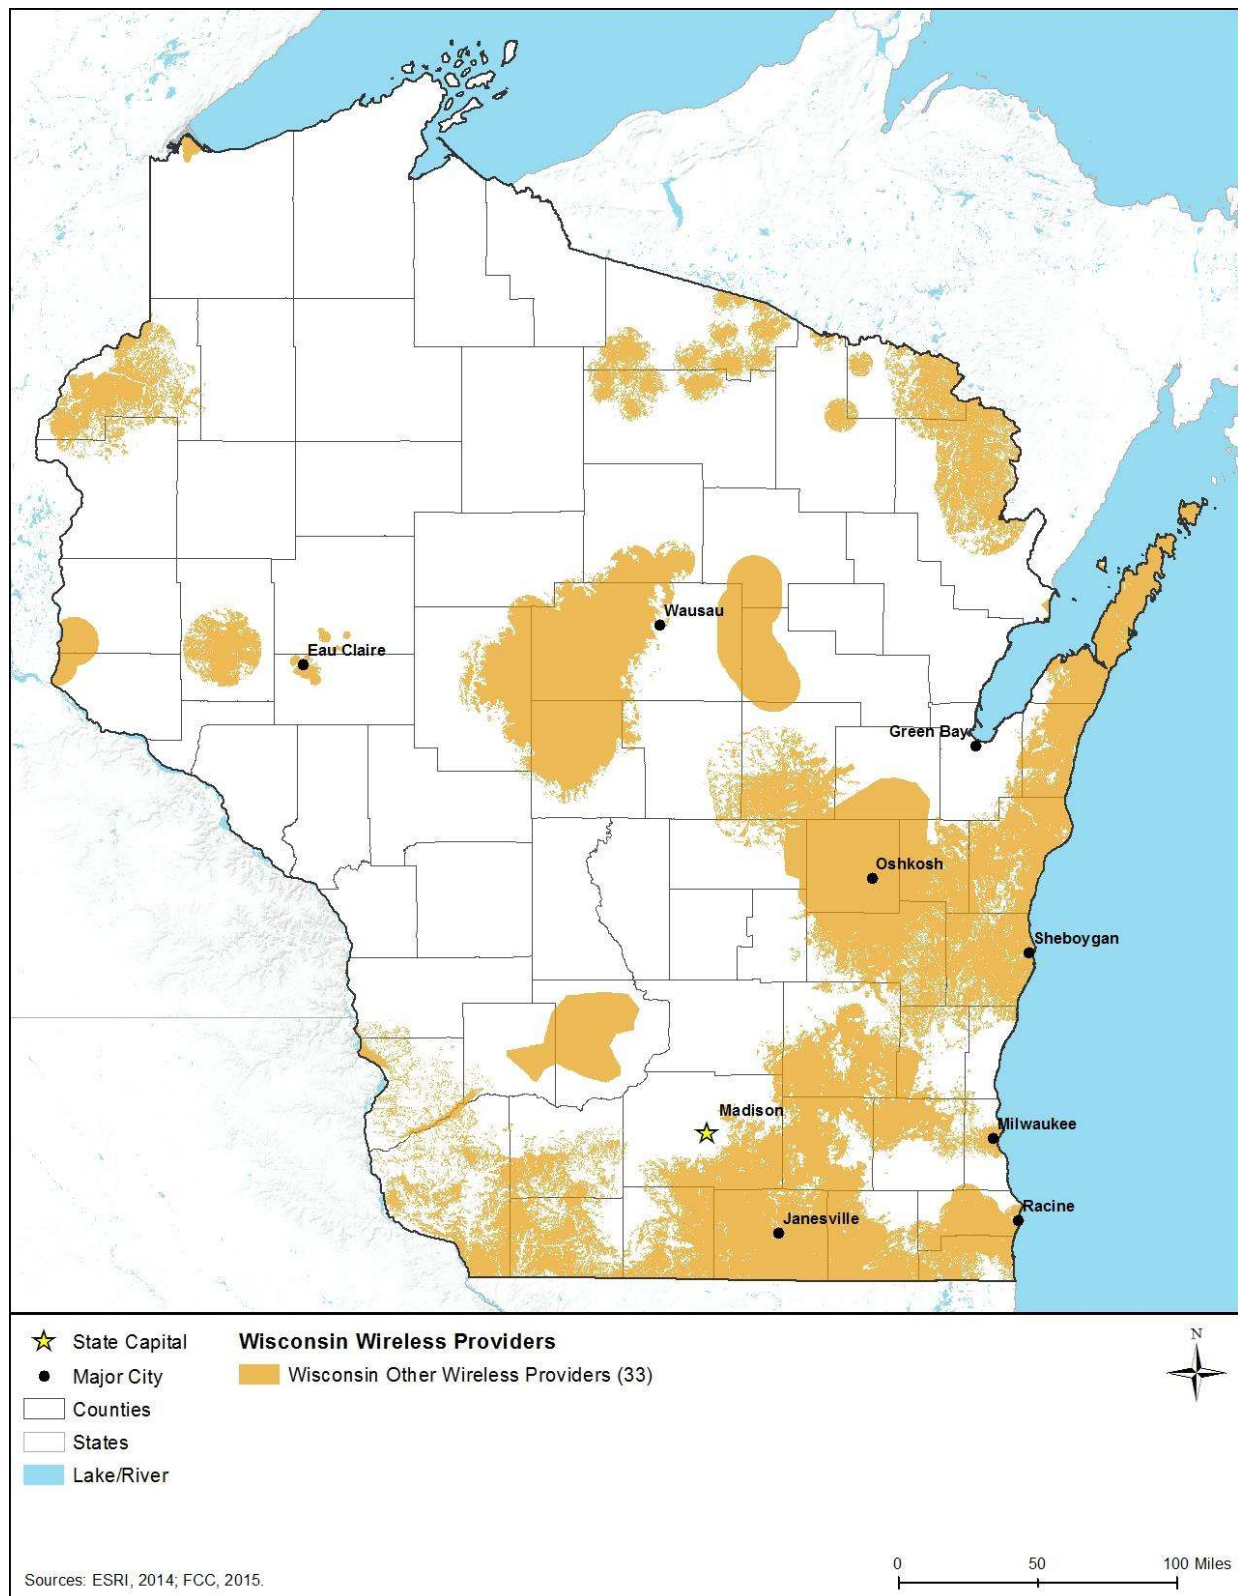 Wausau
Eau Claire
Green Bay
Oshkosh
Sheboygan
Madison
Milwaukee
Racine
Janesville
State Capital
Major City
Counties
States
Lake/River
Wisconsin Wireless Providers
Wisconsin Other Wireless Providers (33)
N
Sources: ESRI, 2014; FCC, 2015.
0 50 100 Miles